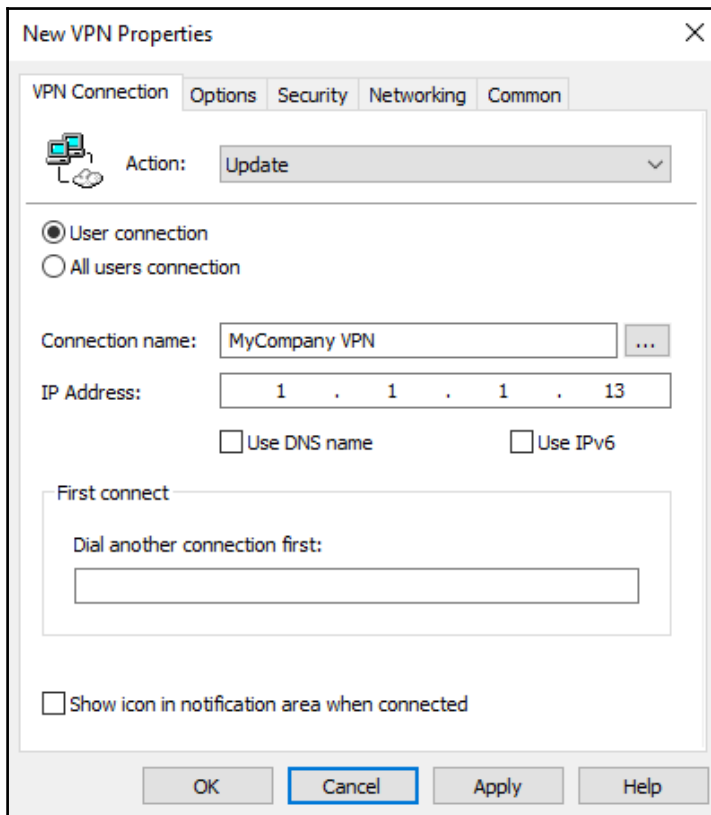 New VPN Properties
VPN Connection Options Security Networking Common
Action: Update
User connection
All users connection
Connection name: MyCompany VPN ...
IP Address: 1 . 1 . 1 . 13
Use DNS name Use IPv6
First connect
Dial another connection first:
Show icon in notification area when connected
OK Cancel Apply Help